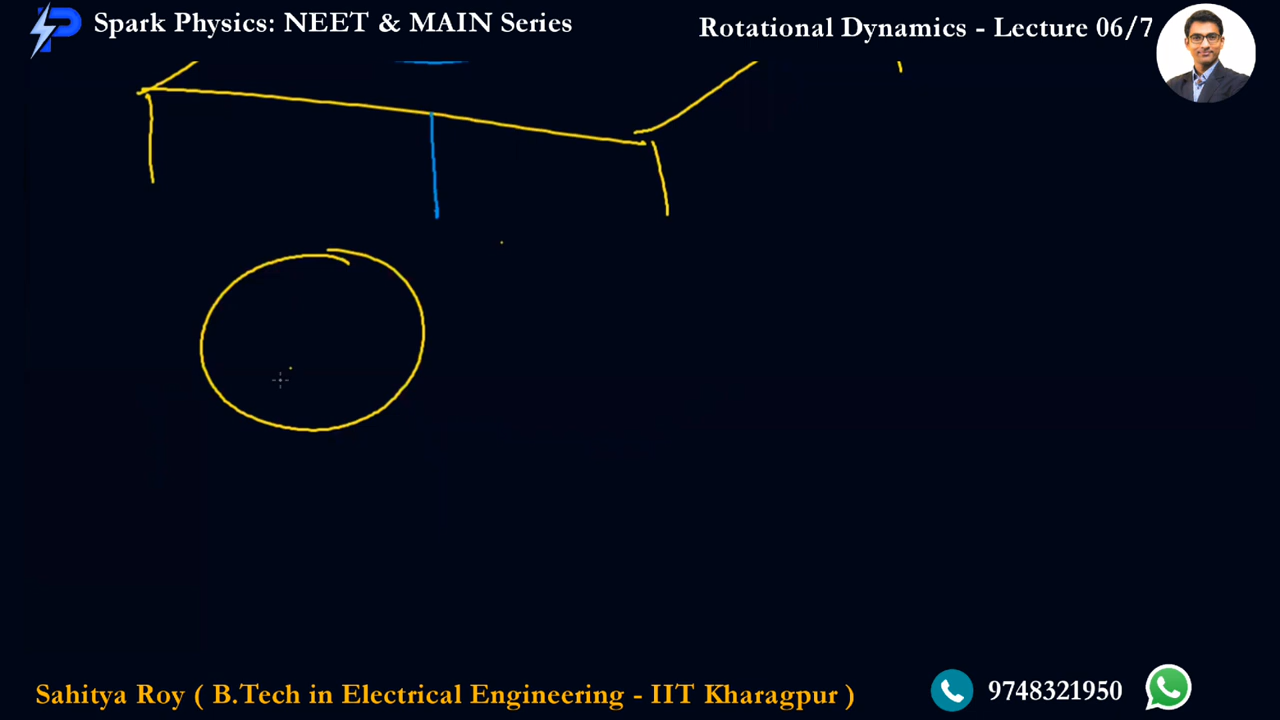 Spark Physics: NEET & MAIN Series
Rotational Dynamics - Lecture 06/7
Sahitya Roy ( B.Tech in Electrical Engineering - IIT Kharagpur )
9748321950